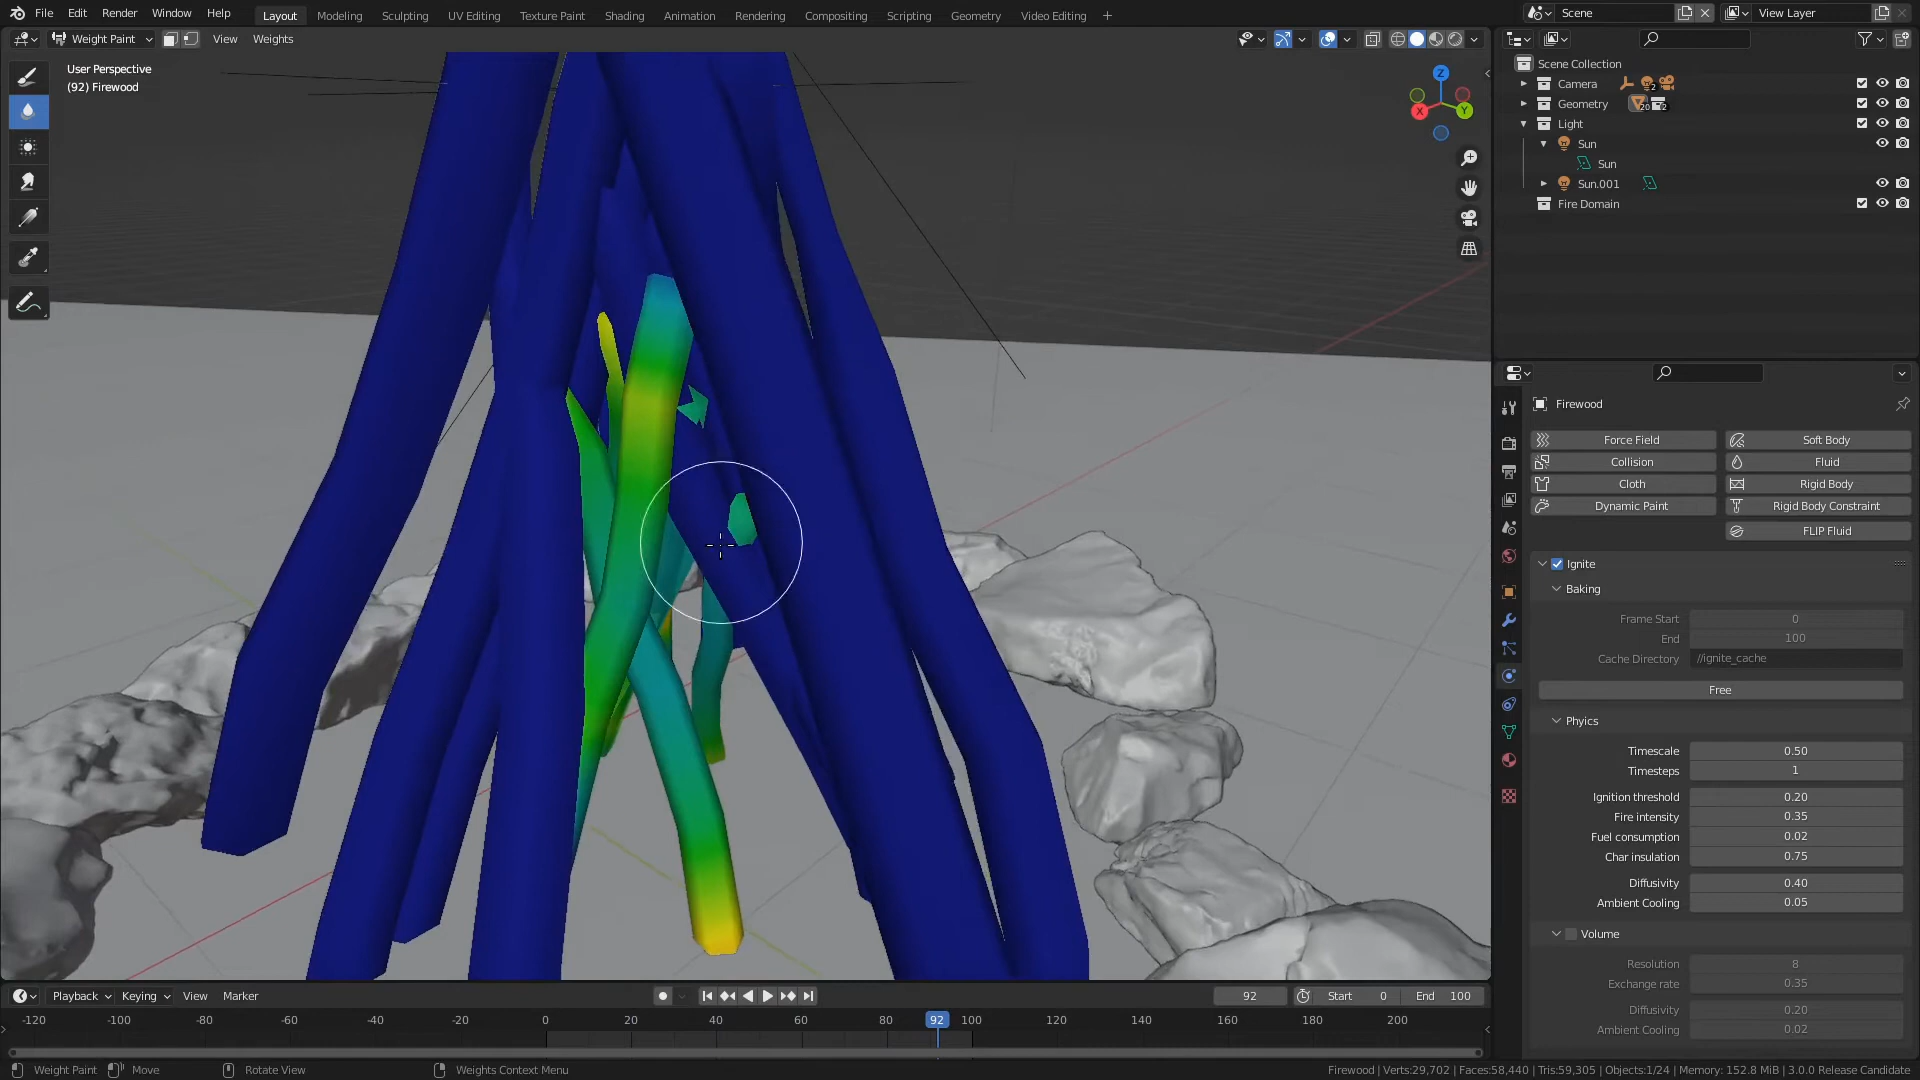 File Edit Render Window Help Layout Modeling Sculpting UV Editing Texture Paint Shading Animation Rendering Compositing Scripting Geometry Video Editing + Scene View Layer
Weight Paint View Weights
User Perspective
(92) Firewood
Z
X Y
Scene Collection
Camera 2
Geometry 20 2
Light
Sun
Sun
Sun.001
Fire Domain
Firewood
Force Field Soft Body
Collision Fluid
Cloth Rigid Body
Dynamic Paint Rigid Body Constraint
FLIP Fluid
Ignite
Baking
Frame Start 0
End 100
Cache Directory //ignite_cache
Free
Phyics
Timescale 0.50
Timesteps 1
Ignition threshold 0.20
Fire intensity 0.35
Fuel consumption 0.02
Char insulation 0.75
Diffusivity 0.40
Ambient Cooling 0.05
Volume
Resolution 8
Exchange rate 0.35
Diffusivity 0.20
Ambient Cooling 0.02
Playback Keying View Marker 92 Start 0 End 100
-120 -100 -80 -60 -40 -20 0 20 40 60 80 92 100 120 140 160 180 200
Weight Paint Move Rotate View Weights Context Menu Firewood | Verts:29,702 | Faces:58,440 | Tris:59,305 | Objects:1/24 | Memory: 152.8 MiB | 3.0.0 Release Candidate